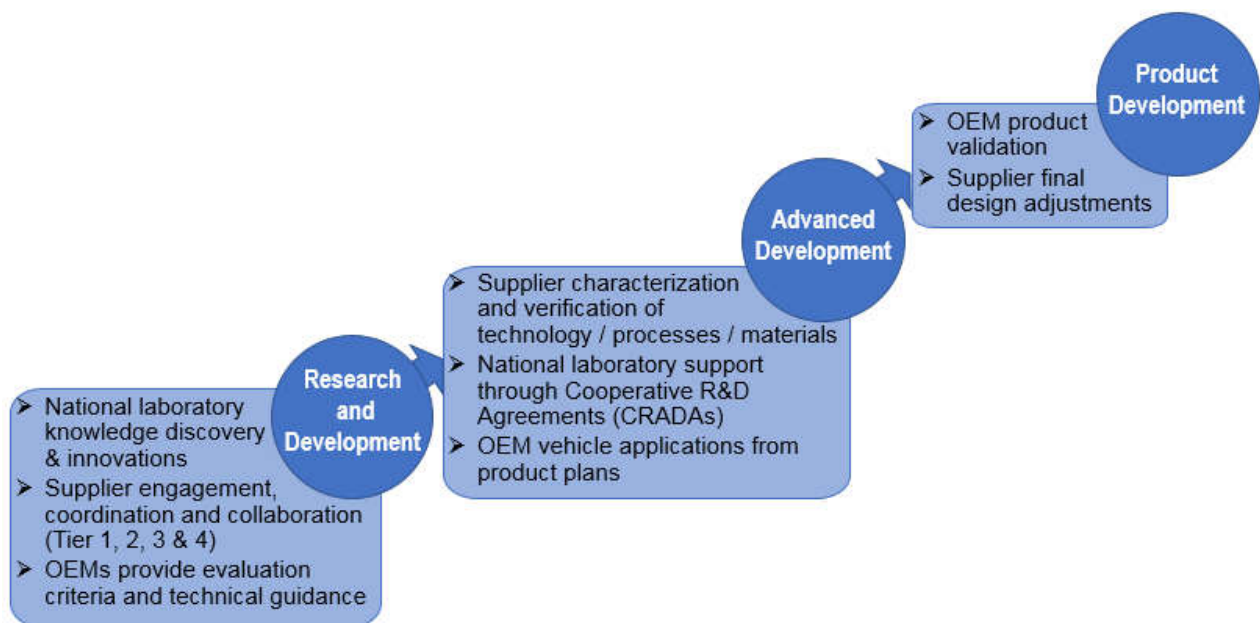 Product
Development
➢ OEM product
validation
➢ Supplier final
design adjustments
Advanced
Development
➢ Supplier characterization
and verification of
technology / processes / materials
➢ National laboratory support
through Cooperative R&D
Agreements (CRADAs)
➢ OEM vehicle applications from
product plans
Research
and
Development
➢ National laboratory
knowledge discovery
& innovations
➢ Supplier engagement,
coordination and collaboration
(Tier 1, 2, 3 & 4)
➢ OEMs provide evaluation
criteria and technical guidance